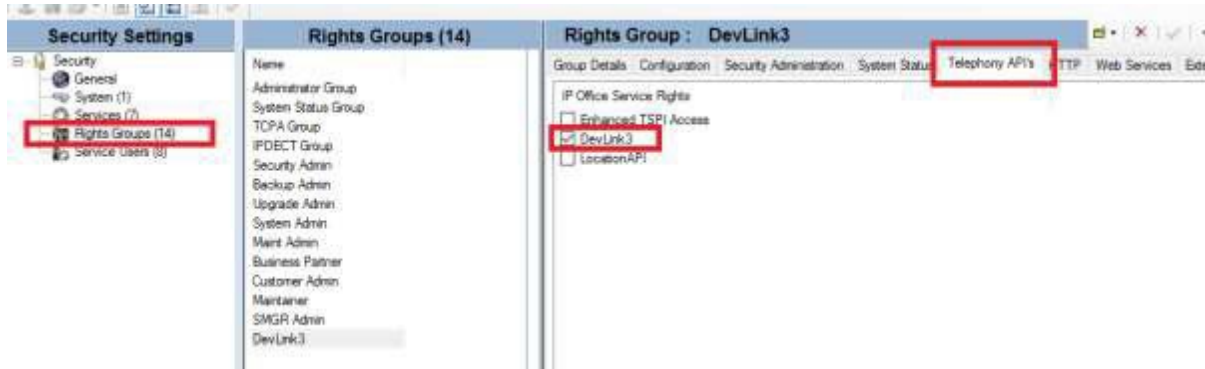 Security Settings
Security
General
System (1)
Services (7)
Rights Groups (14)
Service Users (8)
Rights Groups (14)
Name
Administrator Group
System Status Group
TCPA Group
IPDECT Group
Security Admin
Backup Admin
Upgrade Admin
System Admin
Maint Admin
Business Partner
Customer Admin
Maintainer
SMGR Admin
DevLink3
Rights Group : DevLink3
Group Details Configuration Security Administration System Status Telephony API's HTTP Web Services
IP Office Service Rights
Enhanced TSPI Access
DevLink3
LocationAPI